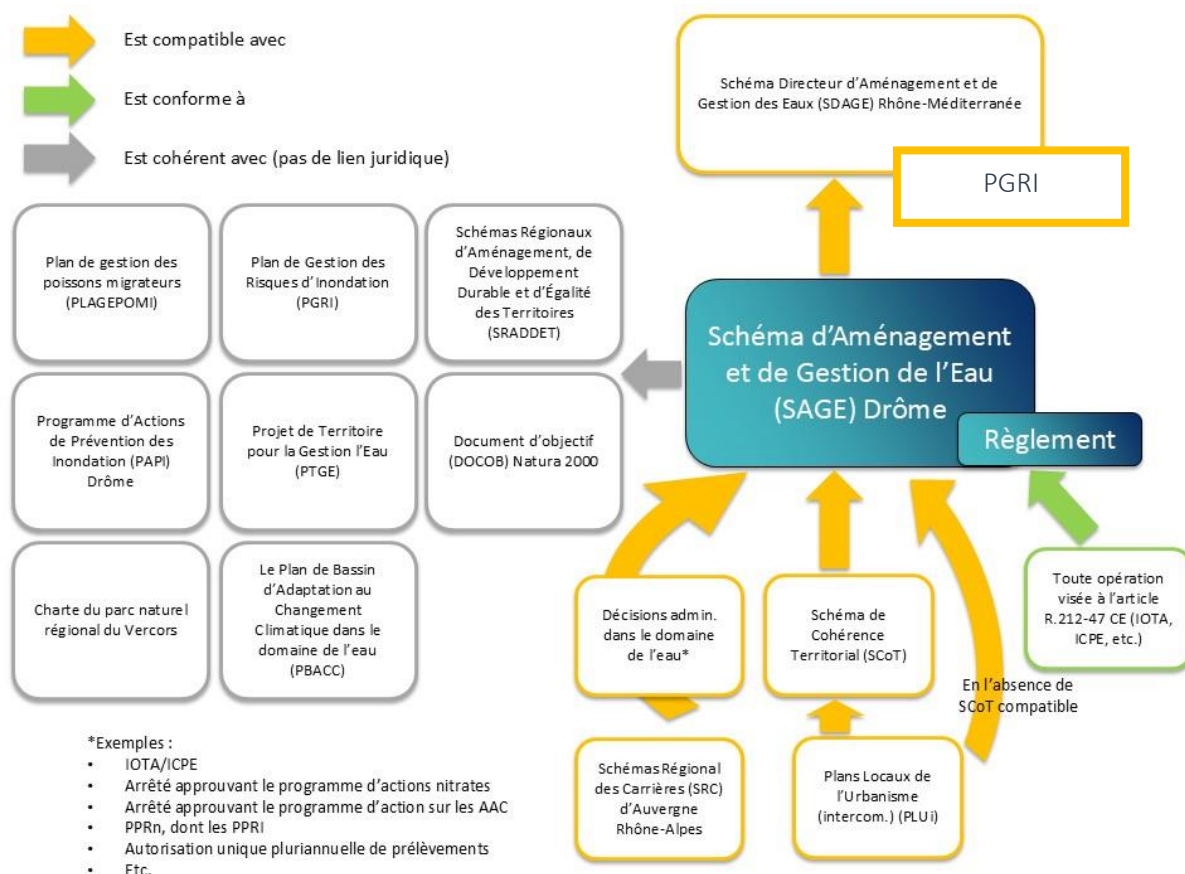 Est compatible avec
Est conforme à
Est cohérent avec (pas de lien juridique)
Schéma Directeur d'Aménagement et de
Gestion des Eaux (SDAGE) Rhône-Méditerranée
PGRI
Plan de gestion des
poissons migrateurs
(PLAGEPOMI)
Plan de Gestion des
Risques d'Inondation
(PGRI)
Schémas Régionaux
d'Aménagement, de
Développement
Durable et d'Égalité
des Territoires
(SRADDET)
Schéma d'Aménagement
et de Gestion de l'Eau
(SAGE) Drôme
Règlement
Programme d'Actions
de Prévention des
Inondation (PAPI)
Drôme
Projet de Territoire
pour la Gestion l'Eau
(PTGE)
Document d'objectif
(DOCOB) Natura 2000
Charte du parc naturel
régional du Vercors
Le Plan de Bassin
d'Adaptation au
Changement
Climatique dans le
domaine de l'eau
(PBACC)
Décisions admin.
dans le domaine
de l'eau*
Schéma de
Cohérence
Territorial (SCoT)
Toute opération
visée à l'article
R.212-47 CE (IOTA,
ICPE, etc.)
En l'absence de
SCoT compatible
Schémas Régional
des Carrières (SRC)
d'Auvergne
Rhône-Alpes
Plans Locaux de
l'Urbanisme
(intercom.) (PLUi)
*Exemples :
• IOTA/ICPE
• Arrêté approuvant le programme d'actions nitrates
• Arrêté approuvant le programme d'action sur les AAC
• PPRn, dont les PPRI
• Autorisation unique pluriannuelle de prélèvements
• Etc.